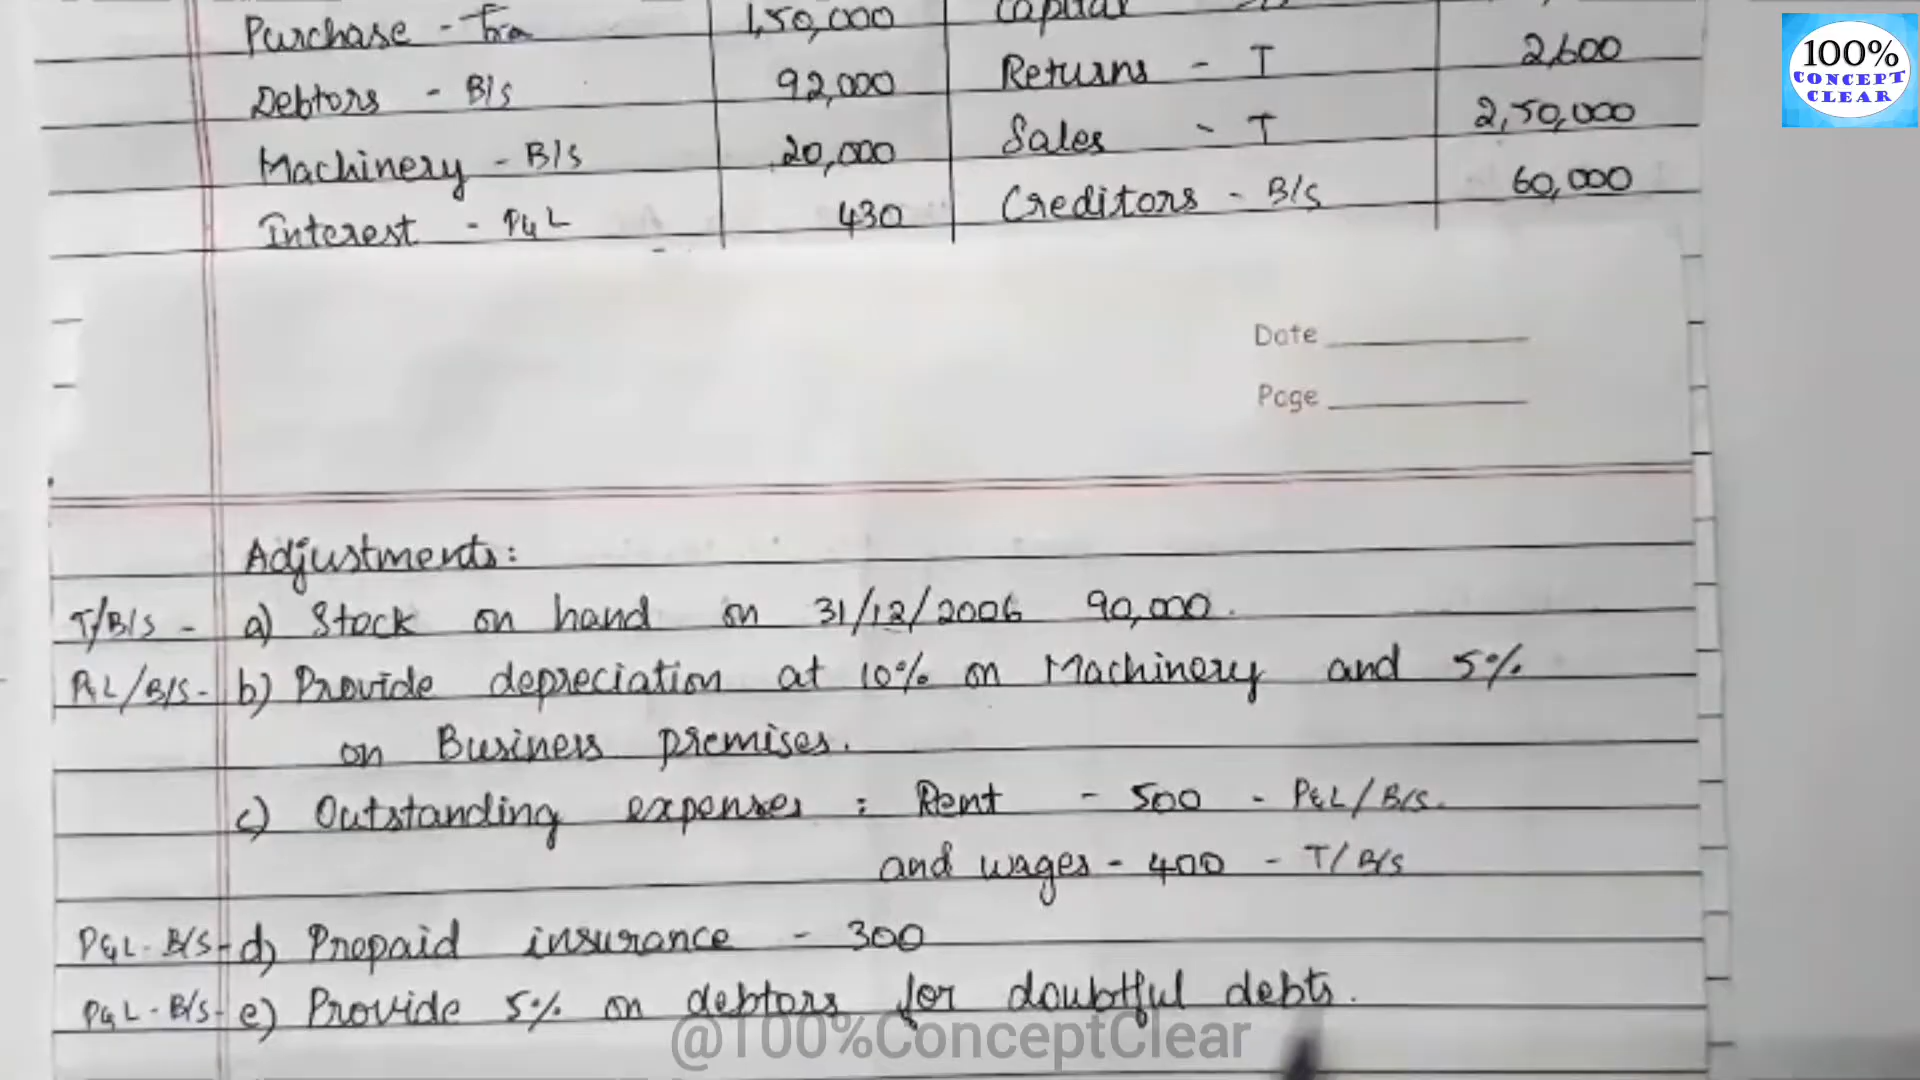 Purchase - Tra 1,50,000 Capital
Debtors - B/S 92,000 Returns - T 2,600
Machinery - B/S 20,000 Sales - T 2,50,000
Interest - P&L 430 Creditors - B/S 60,000
100%
CONCEPT
CLEAR
Date
Page
Adjustments:
T/B/S - a) Stock on hand on 31/12/2006 90,000.
P&L/B/S - b) Provide depreciation at 10% on Machinery and 5%
on Business premises.
c) Outstanding expenses : Rent - 500 - P&L/B/S.
and wages - 400 - T/B/S
P&L - B/S - d) Prepaid insurance - 300
P&L - B/S - e) Provide 5% on debtors for doubtful debts.
@100%ConceptClear